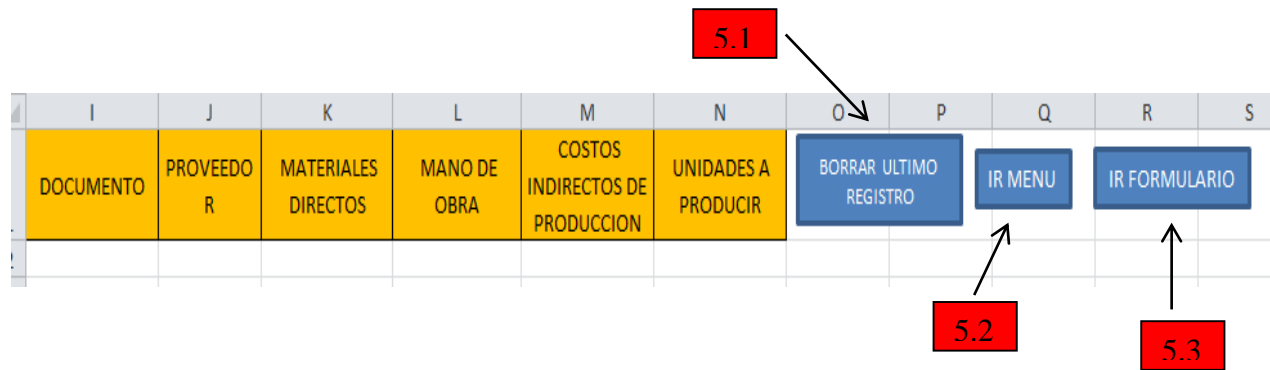 5.1
I J K L M N O P Q R S
DOCUMENTO
PROVEEDO
R
MATERIALES
DIRECTOS
MANO DE
OBRA
COSTOS
INDIRECTOS DE
PRODUCCION
UNIDADES A
PRODUCIR
BORRAR ULTIMO
REGISTRO
IR MENU
IR FORMULARIO
5.2
5.3